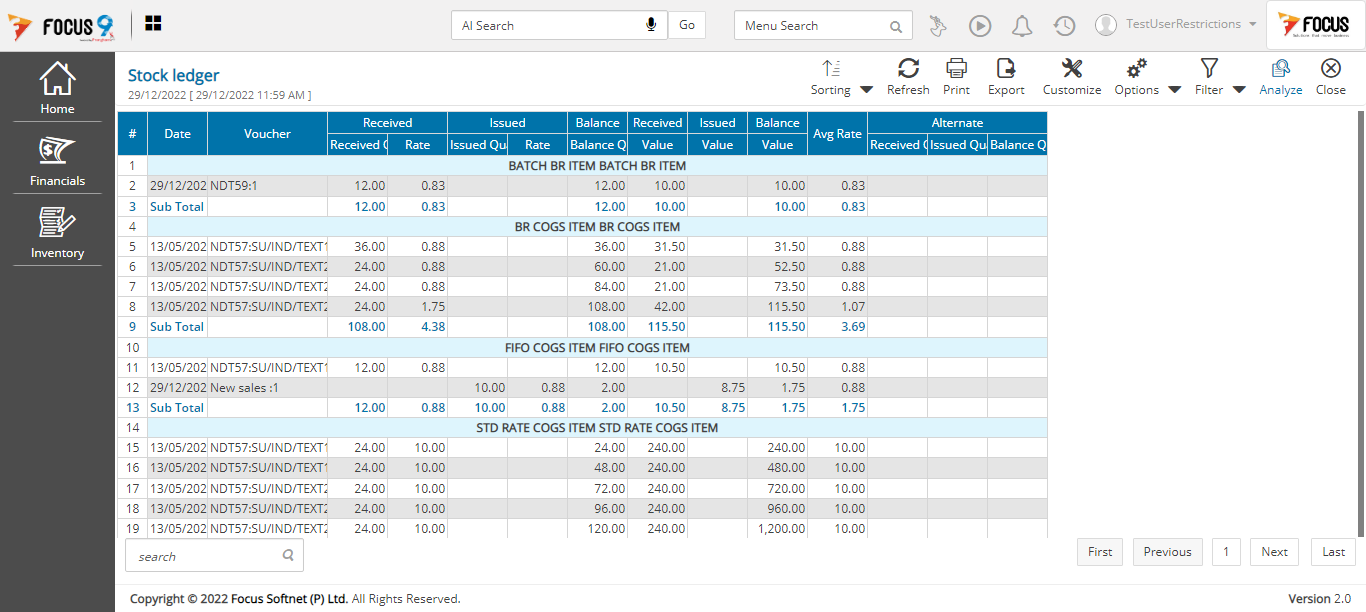 FOCUS 9
AI Search
Go
Menu Search
TestUserRestrictions
FOCUS
Home
Financials
Inventory
Stock ledger
29/12/2022 [ 29/12/2022 11:59 AM ]
Sorting Refresh Print Export Customize Options Filter Analyze Close
# Date Voucher Received Issued Balance Received Issued Balance Avg Rate Alternate
Received Q Rate Issued Qu Rate Balance Q Value Value Value Received Q Issued Qu Balance Q
1 BATCH BR ITEM BATCH BR ITEM
2 29/12/202 NDT59:1 12.00 0.83 12.00 10.00 10.00 0.83
3 Sub Total 12.00 0.83 12.00 10.00 10.00 0.83
4 BR COGS ITEM BR COGS ITEM
5 13/05/202 NDT57:SU/IND/TEXT1 36.00 0.88 36.00 31.50 31.50 0.88
6 13/05/202 NDT57:SU/IND/TEXT2 24.00 0.88 60.00 21.00 52.50 0.88
7 13/05/202 NDT57:SU/IND/TEXT2 24.00 0.88 84.00 21.00 73.50 0.88
8 13/05/202 NDT57:SU/IND/TEXT2 24.00 1.75 108.00 42.00 115.50 1.07
9 Sub Total 108.00 4.38 108.00 115.50 115.50 3.69
10 FIFO COGS ITEM FIFO COGS ITEM
11 13/05/202 NDT57:SU/IND/TEXT1 12.00 0.88 12.00 10.50 10.50 0.88
12 29/12/202 New sales :1 10.00 0.88 2.00 8.75 1.75 0.88
13 Sub Total 12.00 0.88 10.00 0.88 2.00 10.50 8.75 1.75 1.75
14 STD RATE COGS ITEM STD RATE COGS ITEM
15 13/05/202 NDT57:SU/IND/TEXT1 24.00 10.00 24.00 240.00 240.00 10.00
16 13/05/202 NDT57:SU/IND/TEXT1 24.00 10.00 48.00 240.00 480.00 10.00
17 13/05/202 NDT57:SU/IND/TEXT2 24.00 10.00 72.00 240.00 720.00 10.00
18 13/05/202 NDT57:SU/IND/TEXT2 24.00 10.00 96.00 240.00 960.00 10.00
19 13/05/202 NDT57:SU/IND/TEXT2 24.00 10.00 120.00 240.00 1,200.00 10.00
search
First Previous 1 Next Last
Copyright © 2022 Focus Softnet (P) Ltd. All Rights Reserved.
Version 2.0